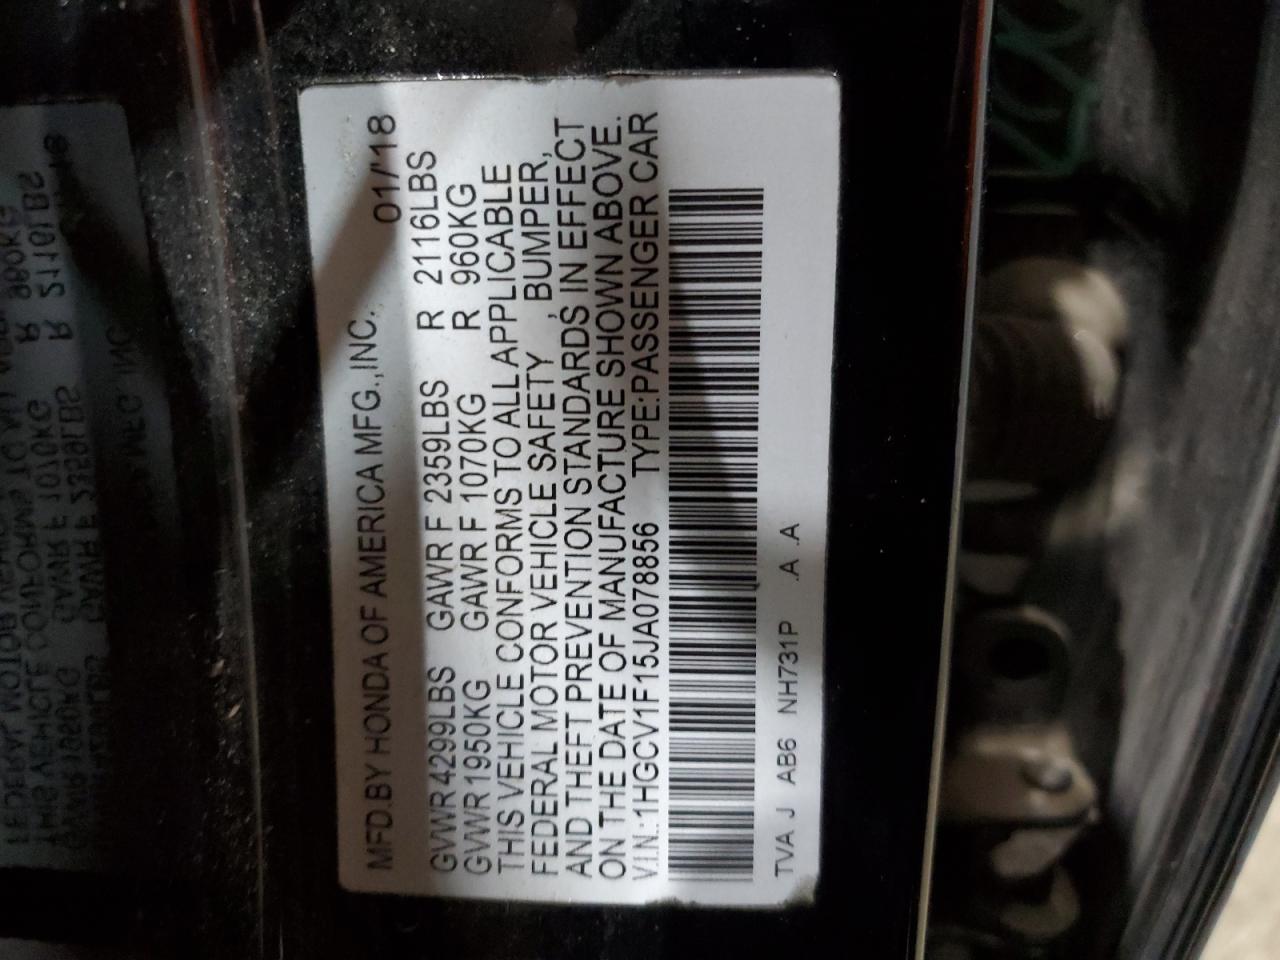 MFD.BY HONDA OF AMERICA MFG.,INC. 01/'18
GVWR 4299LBS GAWR F 2359LBS R 2116LBS
GVWR 1950KG GAWR F 1070KG R 960KG
THIS VEHICLE CONFORMS TO ALL APPLICABLE
FEDERAL MOTOR VEHICLE SAFETY, BUMPER,
AND THEFT PREVENTION STANDARDS IN EFFECT
ON THE DATE OF MANUFACTURE SHOWN ABOVE.
V.I.N.:1HGCV1F15JA078856 TYPE:PASSENGER CAR
TVA J AB6 NH731P .A .A